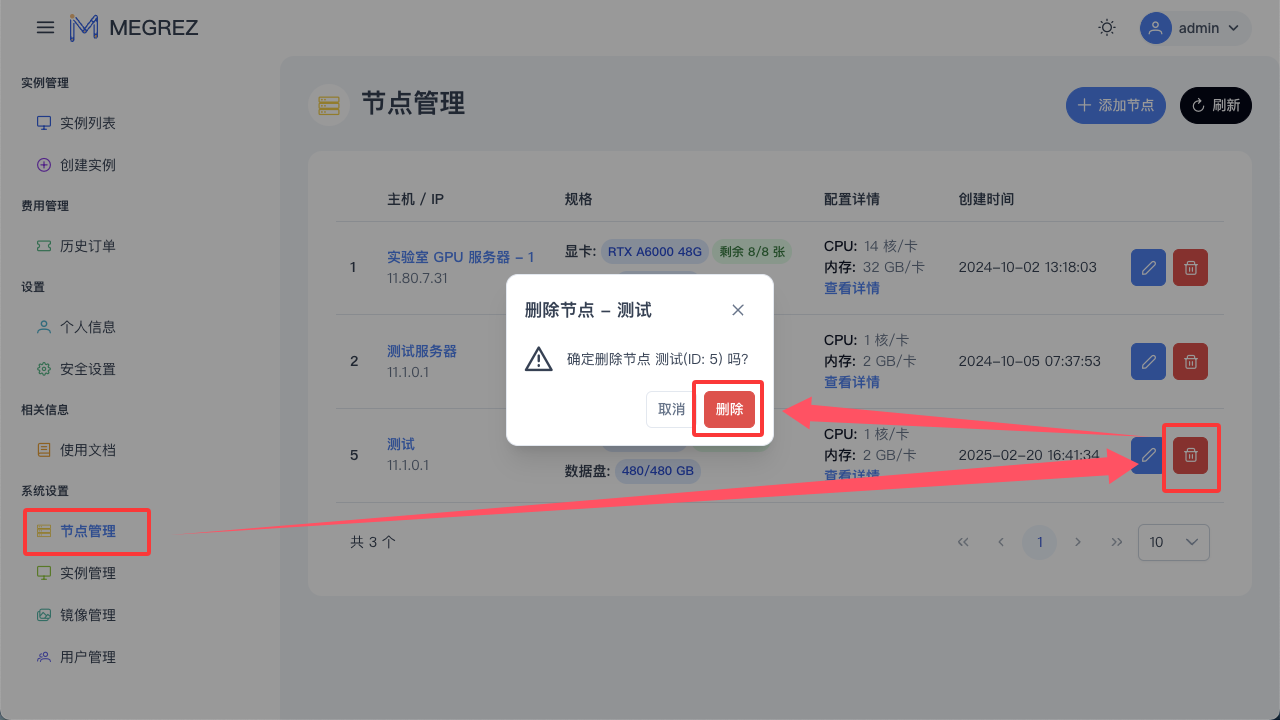 MEGREZ
admin
实例管理
实例列表
创建实例
费用管理
历史订单
设置
个人信息
安全设置
相关信息
使用文档
系统设置
节点管理
实例管理
镜像管理
用户管理
节点管理
添加节点
刷新
主机 / IP
规格
配置详情
创建时间
1
实验室 GPU 服务器 - 1
11.80.7.31
显卡: RTX A6000 48G 剩余 8/8 张
CPU: 14 核/卡
内存: 32 GB/卡
查看详情
2024-10-02 13:18:03
2
测试服务器
11.1.0.1
CPU: 1 核/卡
内存: 2 GB/卡
查看详情
2024-10-05 07:37:53
5
测试
11.1.0.1
数据盘: 480/480 GB
CPU: 1 核/卡
内存: 2 GB/卡
查看详情
2025-02-20 16:41:34
共 3 个
1
10
删除节点 - 测试
确定删除节点 测试(ID: 5) 吗?
取消
删除